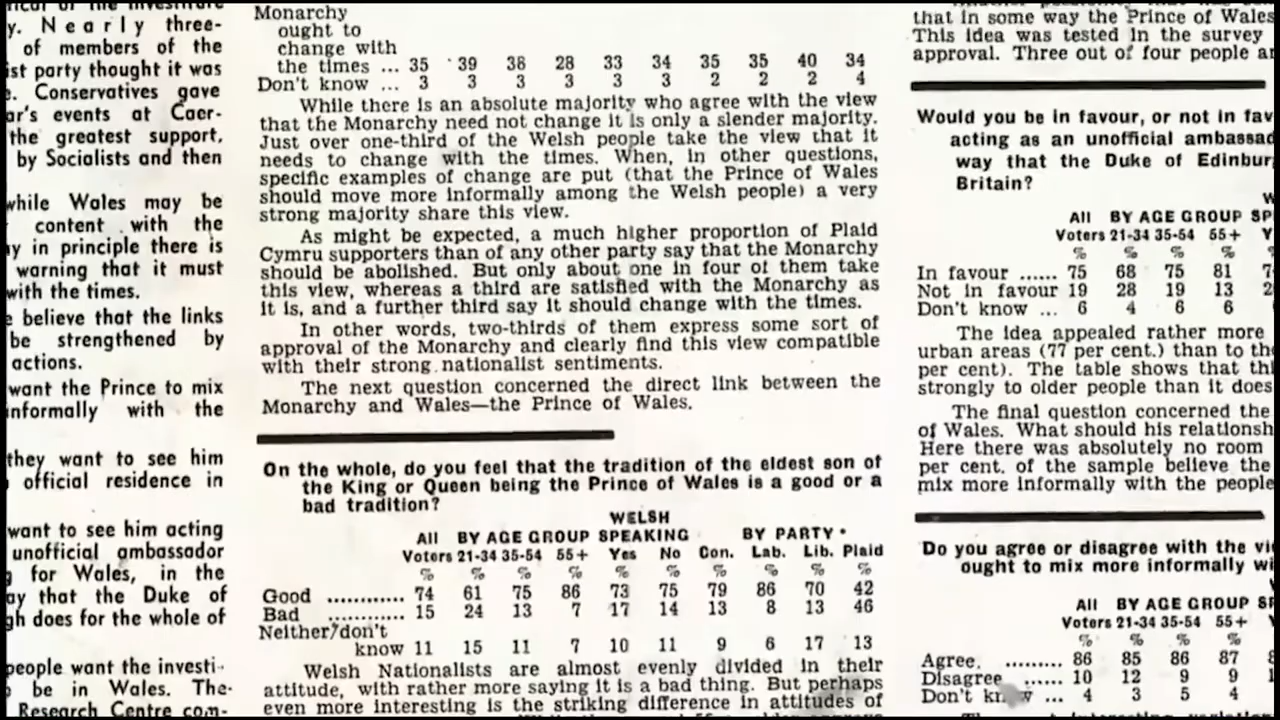 y. Nearly three-
of members of the
ist party thought it was
Conservatives gave
ar's events at Caer-
the greatest support,
by Socialists and then
while Wales may be
content with the
in principle there is
warning that it must
with the times.
believe that the links
be strengthened by
actions.
want the Prince to mix
informally with the
they want to see him
official residence in
want to see him acting
unofficial ambassador
for Wales, in the
ay that the Duke of
gh does for the whole of
people want the investi-
be in Wales. The
Research Centre com-
Monarchy
ought to
change with
the times ... 35 39 38 28 33 34 35 35 40 34
Don't know ... 3 3 3 3 3 3 2 2 2 4
While there is an absolute majority who agree with the view
that the Monarchy need not change it is only a slender majority.
Just over one-third of the Welsh people take the view that it
needs to change with the times. When, in other questions,
specific examples of change are put (that the Prince of Wales
should move more informally among the Welsh people) a very
strong majority share this view.
As might be expected, a much higher proportion of Plaid
Cymru supporters than of any other party say that the Monarchy
should be abolished. But only about one in four of them take
this view, whereas a third are satisfied with the Monarchy as
it is, and a further third say it should change with the times.
In other words, two-thirds of them express some sort of
approval of the Monarchy and clearly find this view compatible
with their strong nationalist sentiments.
The next question concerned the direct link between the
Monarchy and Wales—the Prince of Wales.
On the whole, do you feel that the tradition of the eldest son of
the King or Queen being the Prince of Wales is a good or a
bad tradition?
WELSH
All BY AGE GROUP SPEAKING BY PARTY *
Voters 21-34 35-54 55+ Yes No Con. Lab. Lib. Plaid
% % % % % % % % % %
Good ............ 74 61 75 86 73 75 79 86 70 42
Bad ............ 15 24 13 7 17 14 13 8 13 46
Neither/don't
know 11 15 11 7 10 11 9 6 17 13
Welsh Nationalists are almost evenly divided in their
attitude, with rather more saying it is a bad thing. But perhaps
even more interesting is the striking difference in attitudes of
that in some way the Prince of Wales
This idea was tested in the survey
approval. Three out of four people
Would you be in favour, or not in fav
acting as an unofficial ambassad
way that the Duke of Edinbur
Britain?
All BY AGE GROUP SP
Voters 21-34 35-54 55+ Y
% % % %
In favour ...... 75 68 75 81
Not in favour 19 28 19 13
Don't know ... 6 4 6 6
The idea appealed rather more
urban areas (77 per cent.) than to th
per cent). The table shows that thi
strongly to older people than it does
The final question concerned the
of Wales. What should his relationsh
Here there was absolutely no room
per cent. of the sample believe the
mix more informally with the people
Do you agree or disagree with the vi
ought to mix more informally wi
All BY AGE GROUP SP
Voters 21-34 35-54 55+
% % % %
Agree. ......... 86 85 86 87
Disagree ...... 10 12 9 9
Don't know ... 4 3 5 4